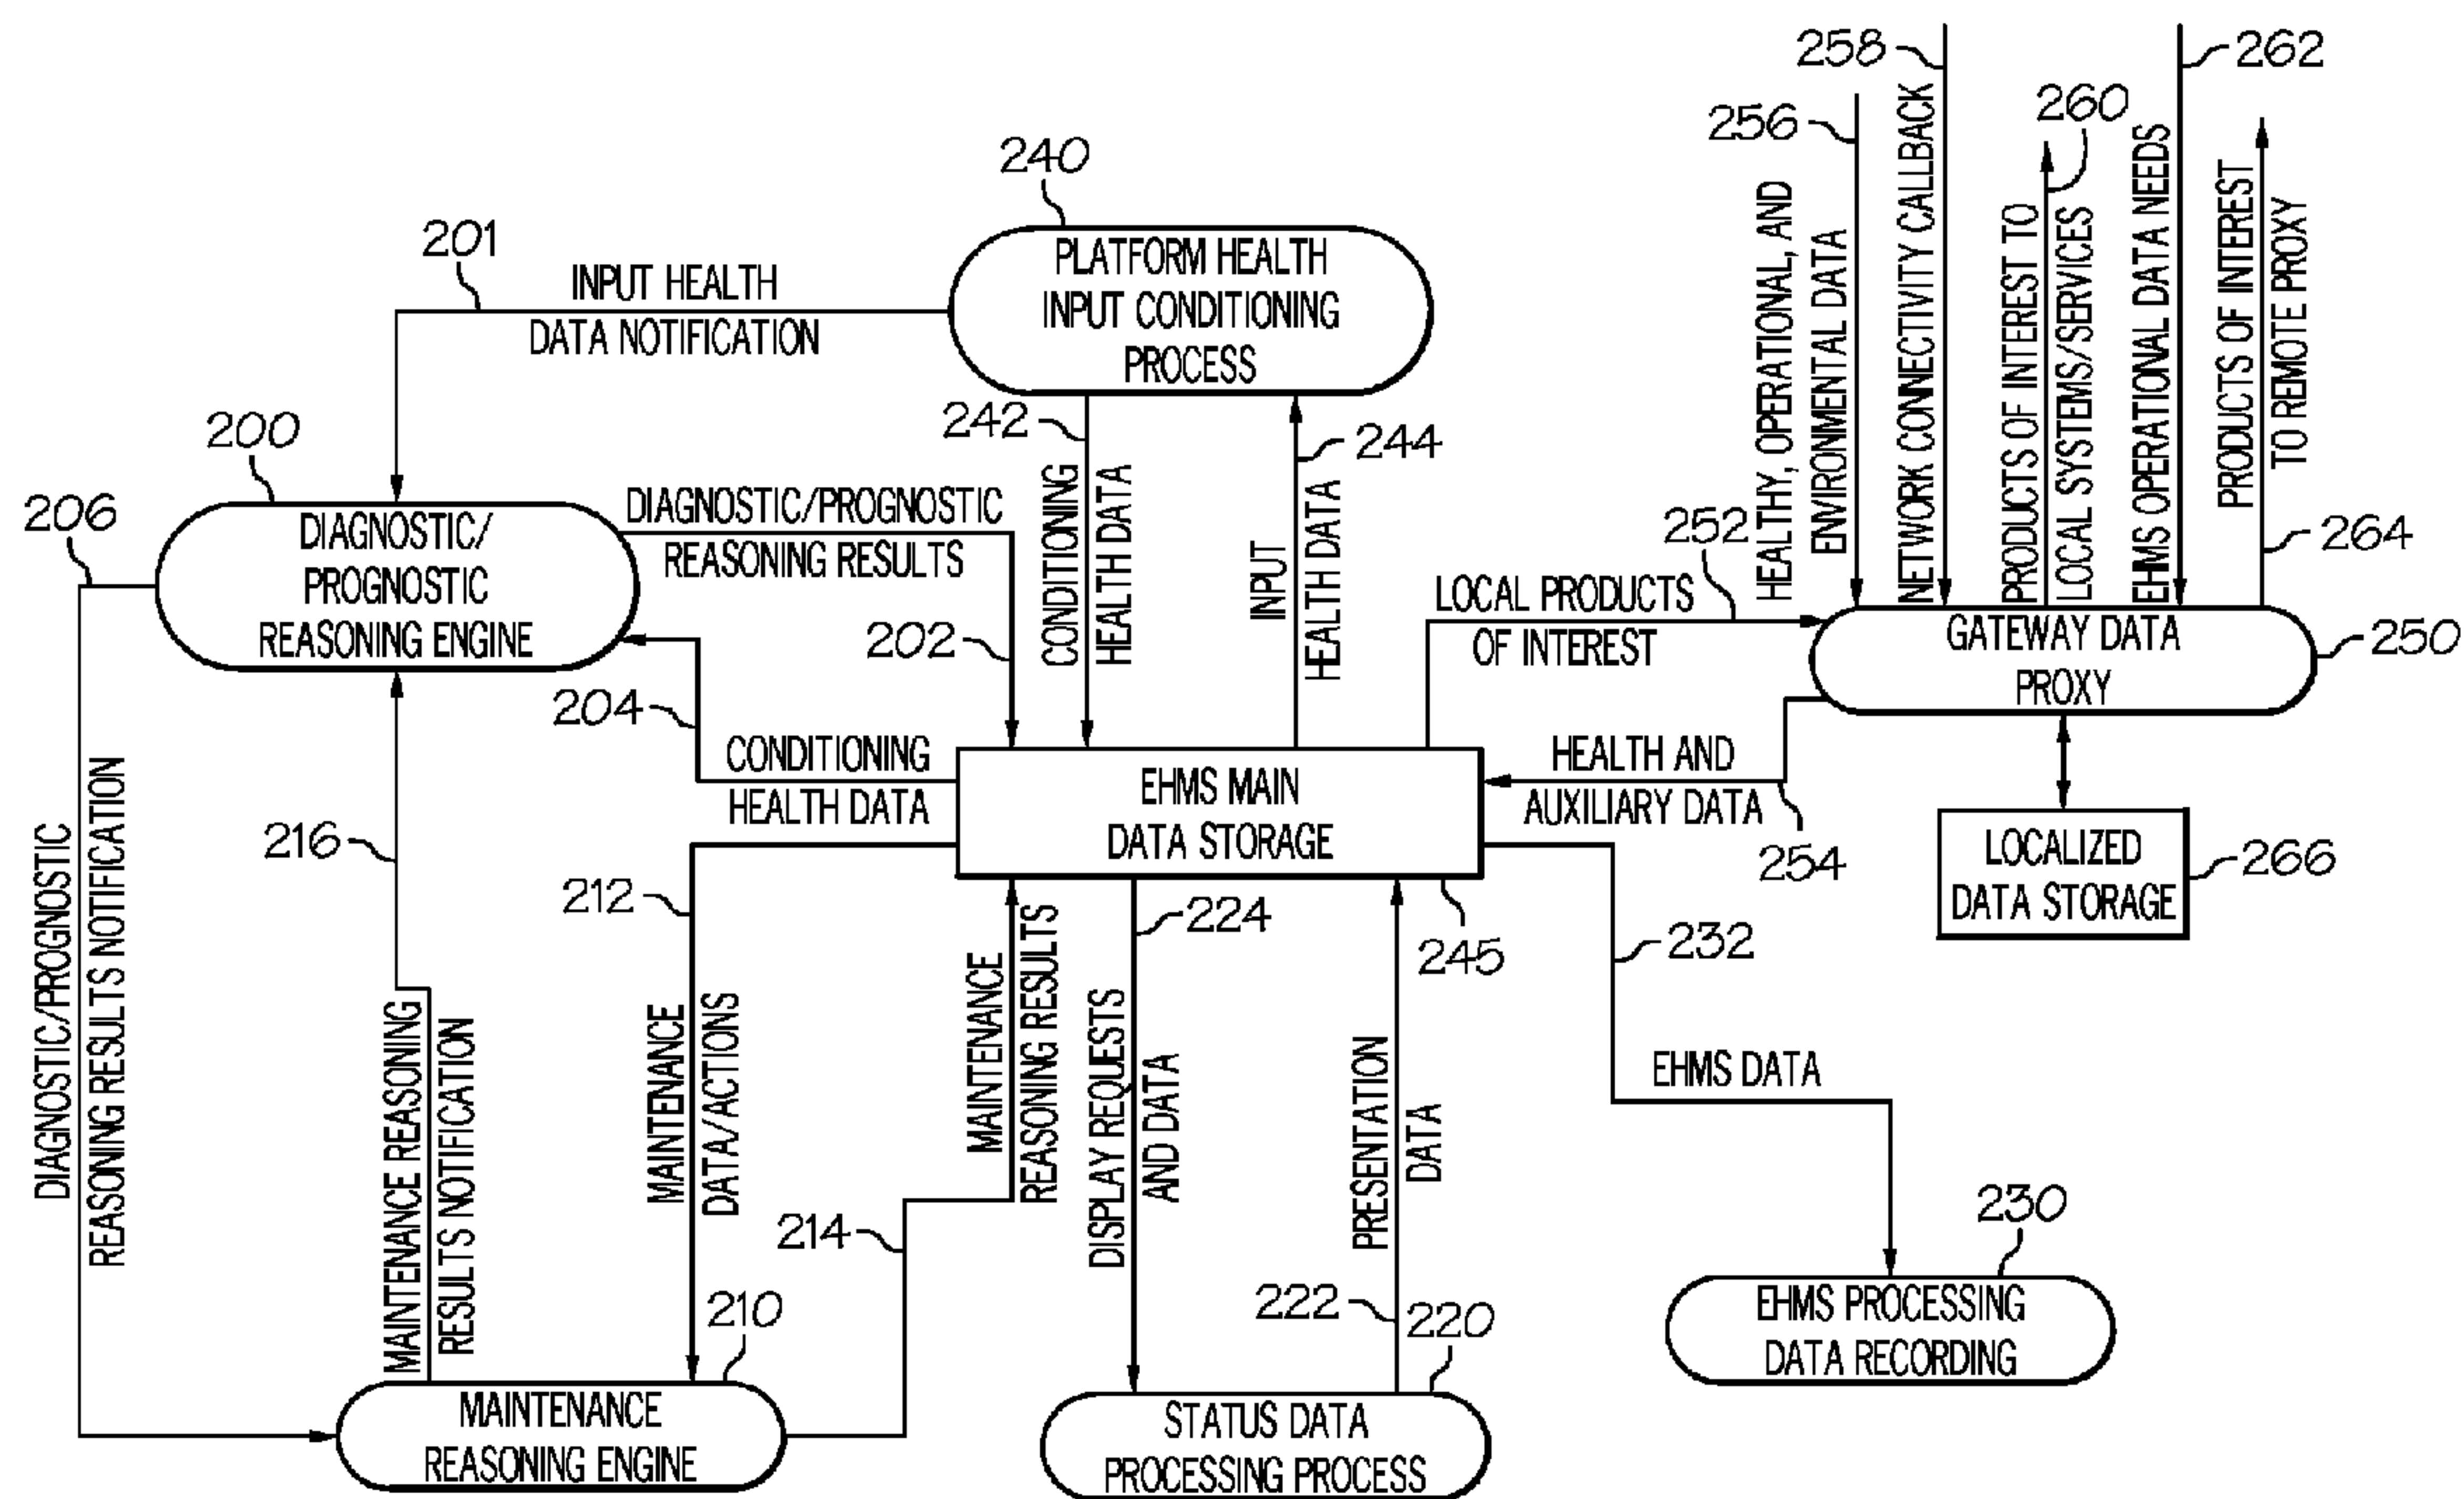 258
262
256
260
HEALTHY, OPERATIONAL, AND
ENVIRONMENTAL DATA
NETWORK CONNECTIVITY CALLBACK
PRODUCTS OF INTEREST TO
LOCAL SYSTEMS/SERVICES
EHMS OPERATIONAL DATA NEEDS
PRODUCTS OF INTEREST
TO REMOTE PROXY
264
240
PLATFORM HEALTH
INPUT CONDITIONING
PROCESS
201
INPUT HEALTH
DATA NOTIFICATION
200
DIAGNOSTIC/
PROGNOSTIC
REASONING ENGINE
206
DIAGNOSTIC/PROGNOSTIC
REASONING RESULTS
202
242
CONDITIONING
HEALTH DATA
244
INPUT
HEALTH DATA
252
LOCAL PRODUCTS
OF INTEREST
GATEWAY DATA
PROXY
250
204
CONDITIONING
HEALTH DATA
EHMS MAIN
DATA STORAGE
245
HEALTH AND
AUXILIARY DATA
254
LOCALIZED
DATA STORAGE
266
DIAGNOSTIC/PROGNOSTIC
REASONING RESULTS NOTIFICATION
216
MAINTENANCE REASONING
RESULTS NOTIFICATION
212
MAINTENANCE
DATA/ACTIONS
214
MAINTENANCE
REASONING RESULTS
224
DISPLAY REQUESTS
AND DATA
PRESENTATION
DATA
222
232
EHMS DATA
230
EHMS PROCESSING
DATA RECORDING
210
MAINTENANCE
REASONING ENGINE
220
STATUS DATA
PROCESSING PROCESS